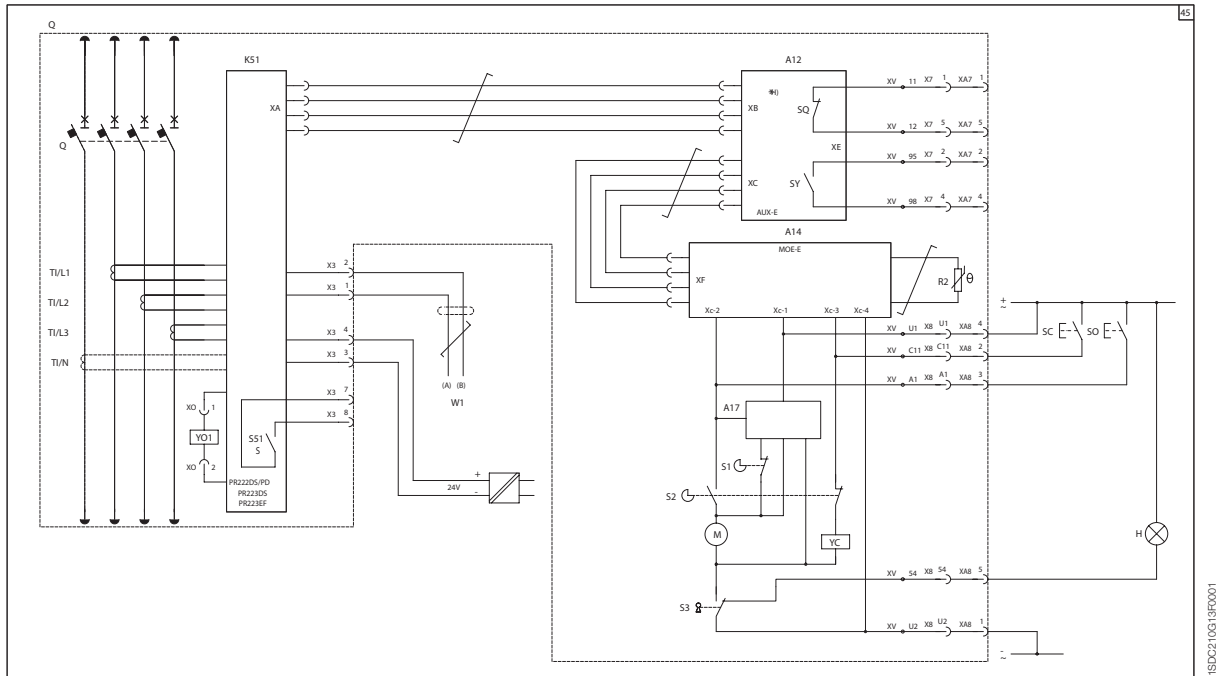 45
Q
K51
A12
XA
XB
*H)
SQ
XE
XV 11 X7 1 XA7 1
XV 12 X7 5 XA7 5
XV 95 X7 2 XA7 2
XC
SY
XV 98 X7 4 XA7 4
AUX-E
Q
A14
MOE-E
XF
R2 θ
Xc-2 Xc-1 Xc-3 Xc-4
TI/L1
TI/L2
TI/L3
TI/N
X3 2
X3 1
X3 4
X3 3
X3 7
X3 8
(A) (B)
W1
+
~
XV U1 X8 U1 XA8 4
SC SO
XV C11 X8 C11 XA8 2
XV A1 X8 A1 XA8 3
XO 1
YO1
XO 2
S51
S
A17
S1
S2
PR222DS/PD
PR223DS
PR223EF
+
24V
-
M
YC
H
XV S4 X8 S4 XA8 5
S3
XV U2 X8 U2 XA8 1
-
~
1SDC210G13F0001